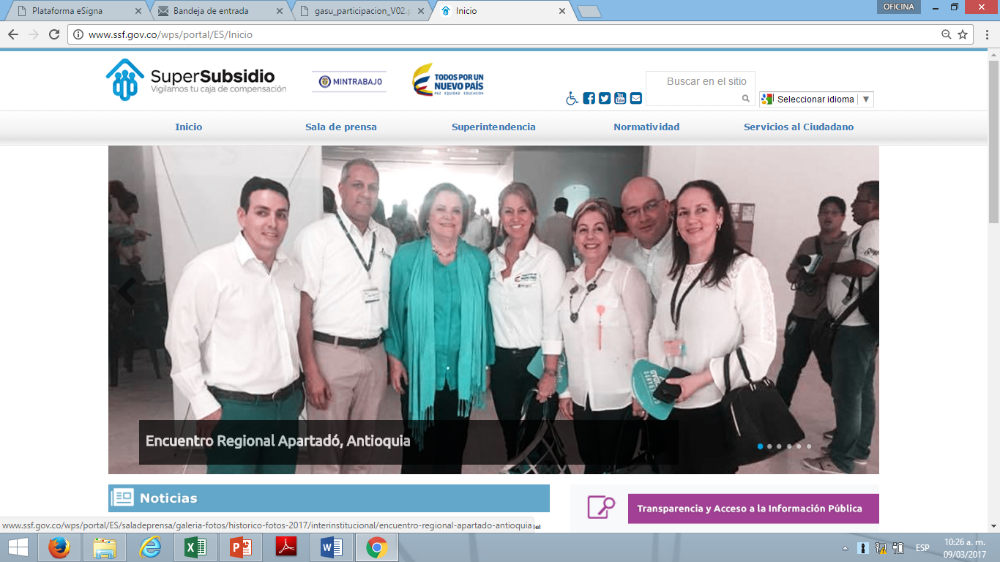 Plataforma eSigna
Bandeja de entrada
gasu_participacion_V02.p
Inicio
OFICINA
www.ssf.gov.co/wps/portal/ES/Inicio
SuperSubsidio
Vigilamos tu caja de compensación
MINTRABAJO
TODOS POR UN
NUEVO PAÍS
PAZ EQUIDAD EDUCACIÓN
You
Tube
Buscar en el sitio
Seleccionar idioma ▼
Inicio
Sala de prensa
Superintendencia
Normatividad
Servicios al Ciudadano
Encuentro Regional Apartadó, Antioquia
Noticias
Transparencia y Acceso a la Información Pública
www.ssf.gov.co/wps/portal/ES/saladeprensa/galeria-fotos/historico-fotos-2017/interinstitucional/encuentro-regional-apartado-antioquia
del
ESP
10:26 a. m.
09/03/2017